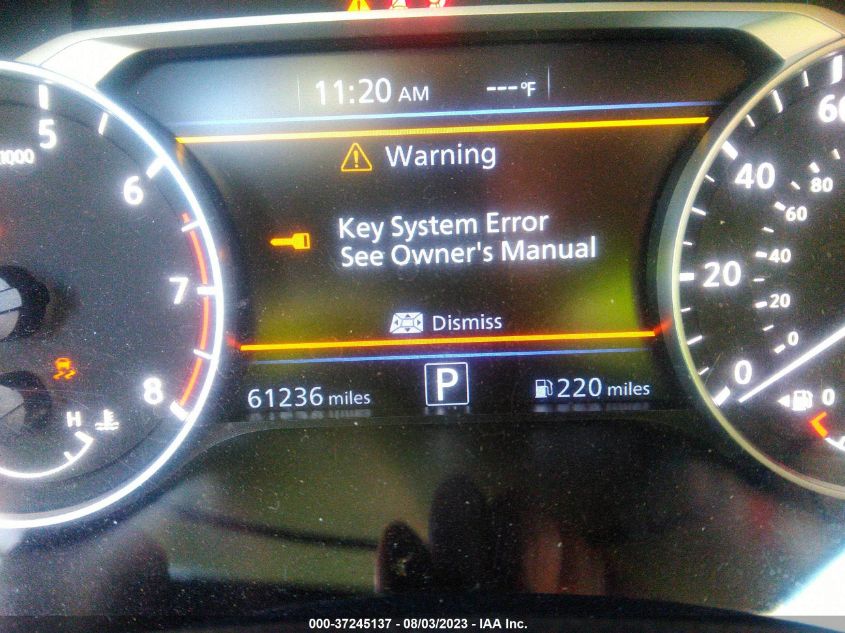 11:20 AM
---°F
Warning
Key System Error
See Owner's Manual
Dismiss
61236 miles
P
220 miles
5
6
7
8
H
60
40
20
0
80
60
40
20
0
0
000-37245137 - 08/03/2023 - IAA Inc.